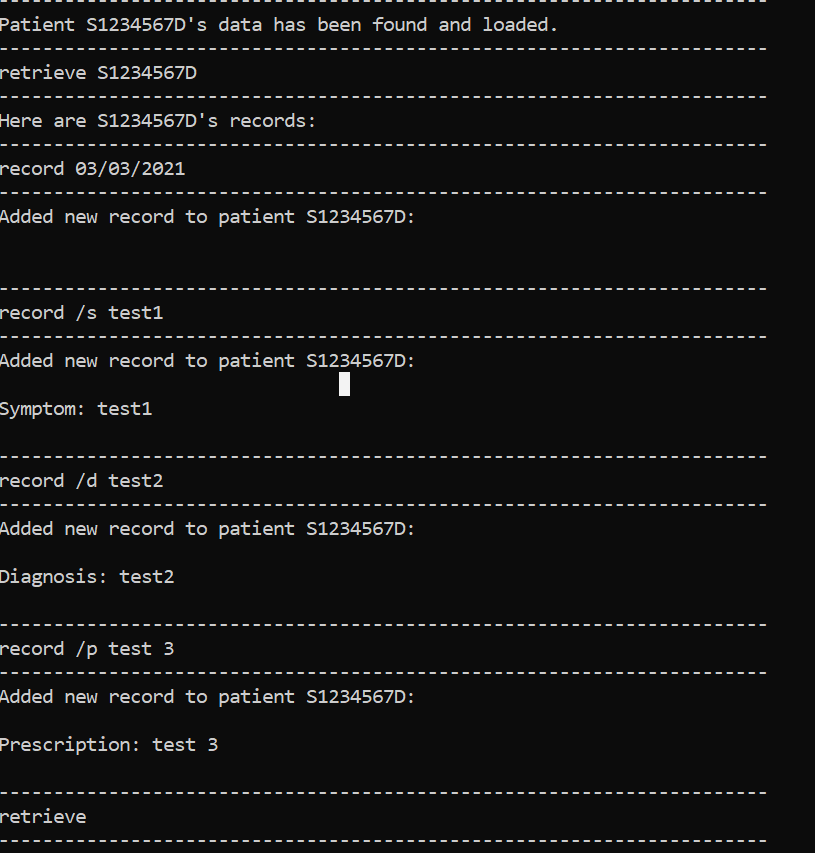 ----------------------------------------------------------------------
Patient S1234567D's data has been found and loaded.
----------------------------------------------------------------------
retrieve S1234567D
----------------------------------------------------------------------
Here are S1234567D's records:
----------------------------------------------------------------------
record 03/03/2021
----------------------------------------------------------------------
Added new record to patient S1234567D:
----------------------------------------------------------------------
record /s test1
----------------------------------------------------------------------
Added new record to patient S1234567D:
Symptom: test1
----------------------------------------------------------------------
record /d test2
----------------------------------------------------------------------
Added new record to patient S1234567D:
Diagnosis: test2
----------------------------------------------------------------------
record /p test 3
----------------------------------------------------------------------
Added new record to patient S1234567D:
Prescription: test 3
----------------------------------------------------------------------
retrieve
----------------------------------------------------------------------